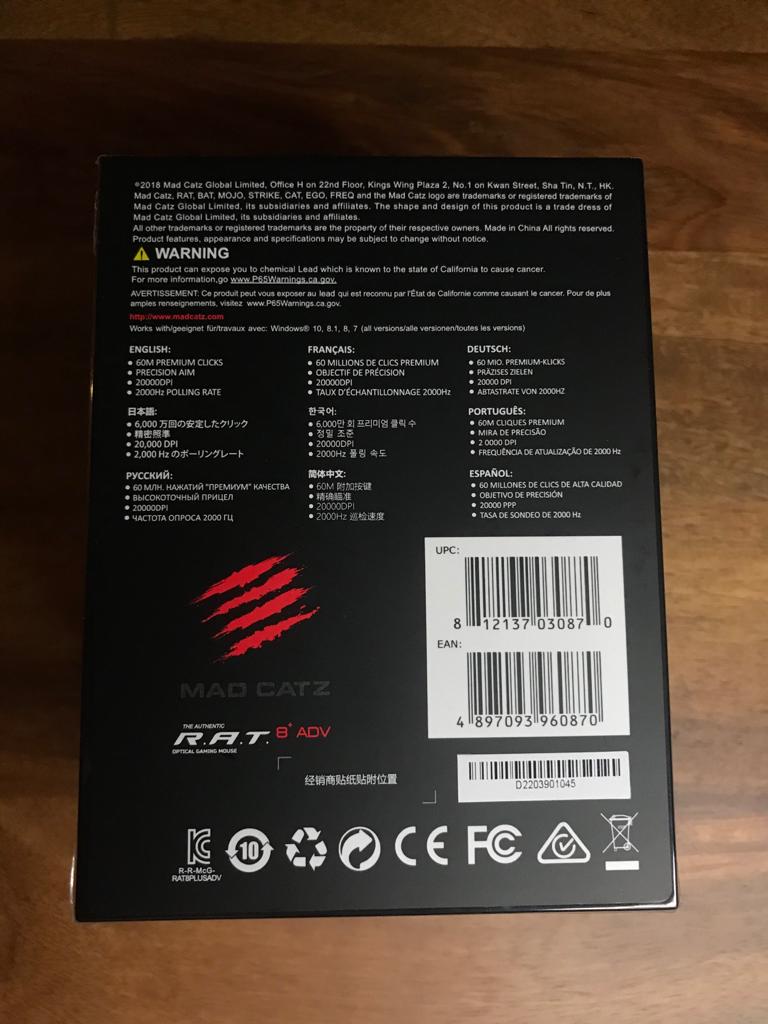 ©2018 Mad Catz Global Limited, Office H on 22nd Floor, Kings Wing Plaza 2, No.1 on Kwan Street, Sha Tin, N.T., HK.
Mad Catz, RAT, BAT, MOJO, STRIKE, CAT, EGO, FREQ and the Mad Catz logo are trademarks or registered trademarks of
Mad Catz Global Limited, its subsidiaries and affiliates. The shape and design of this product is a trade dress of
Mad Catz Global Limited, its subsidiaries and affiliates.
All other trademarks or registered trademarks are the property of their respective owners. Made in China All rights reserved.
Product features, appearance and specifications may be subject to change without notice.
WARNING
This product can expose you to chemical Lead which is known to the state of California to cause cancer.
For more information,go www.P65Warnings.ca.gov.
AVERTISSEMENT: Ce produit peut vous exposer au lead qui est reconnu par l'État de Californie comme causant le cancer. Pour de plus
amples renseignements, visitez www.P65Warnings.ca.gov.
http://www.madcatz.com
Works with/geeignet für/travaux avec: Windows® 10, 8.1, 8, 7 (all versions/alle versionen/toutes les versions)
ENGLISH:
• 60M PREMIUM CLICKS
• PRECISION AIM
• 20000DPI
• 2000Hz POLLING RATE
FRANÇAIS:
• 60 MILLIONS DE CLICS PREMIUM
• OBJECTIF DE PRÉCISION
• 20000DPI
• TAUX D'ÉCHANTILLONNAGE 2000Hz
DEUTSCH:
• 60 MIO. PREMIUM-KLICKS
• PRÄZISES ZIELEN
• 20000 DPI
• ABTASTRATE VON 2000HZ
日本語:
• 6,000 万回の安定したクリック
• 精密照準
• 20,000 DPI
• 2,000 Hz のポーリングレート
한국어:
• 6,000만 회 프리미엄 클릭 수
• 정밀 조준
• 20000DPI
• 2000Hz 폴링 속도
PORTUGUÊS:
• 60M CLIQUES PREMIUM
• MIRA DE PRECISÃO
• 2 0000 DPI
• FREQUÊNCIA DE ATUALIZAÇÃO DE 2000 Hz
РУССКИЙ:
• 60 МЛН. НАЖАТИЙ "ПРЕМИУМ" КАЧЕСТВА
• ВЫСОКОТОЧНЫЙ ПРИЦЕЛ
• 20000DPI
• ЧАСТОТА ОПРОСА 2000 ГЦ
简体中文:
• 60M 附加按键
• 精确瞄准
• 20000DPI
• 2000Hz 巡检速度
ESPAÑOL:
• 60 MILLONES DE CLICS DE ALTA CALIDAD
• OBJETIVO DE PRECISIÓN
• 20000 PPP
• TASA DE SONDEO DE 2000 Hz
UPC:
8 12137 03087 0
EAN:
4 897093 960870
MAD CATZ
THE AUTHENTIC
R.A.T. 8+ ADV
OPTICAL GAMING MOUSE
经销商贴纸贴附位置
D2203901045
10
CE
FC
R-R-McG-
RAT8PLUSADV